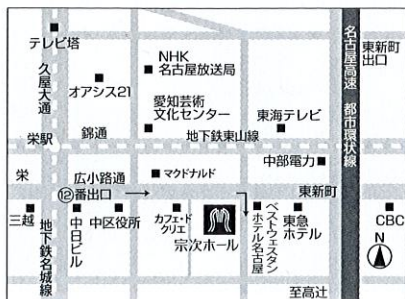 テレビ塔
久屋大通
NHK
名古屋放送局
オアシス21
愛知芸術
文化センター
東海テレビ
名古屋高速 都市環状線
東新町
出口
栄駅
錦通
地下鉄東山線
中部電力
栄
広小路通
⑫番出口
マクドナルド
東新町
三越
地下鉄名城線
中日ビル
中区役所
カフェ・ド
クリエ
宗次ホール
ベストウェスタン
ホテル名古屋
東急
ホテル
CBC
N
至高辻